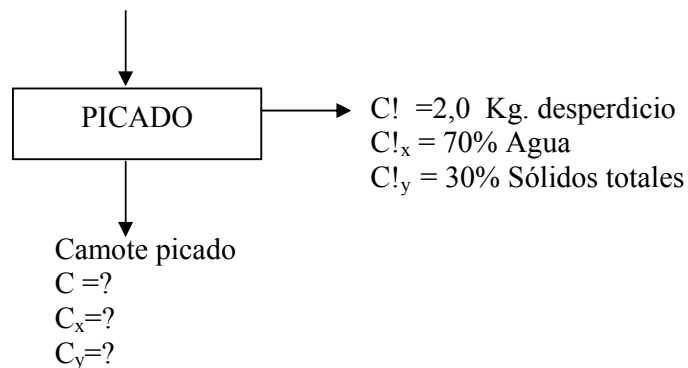 PICADO
C! =2,0 Kg. desperdicio
C!x = 70% Agua
C!y = 30% Sólidos totales
Camote picado
C =?
Cx=?
Cy=?